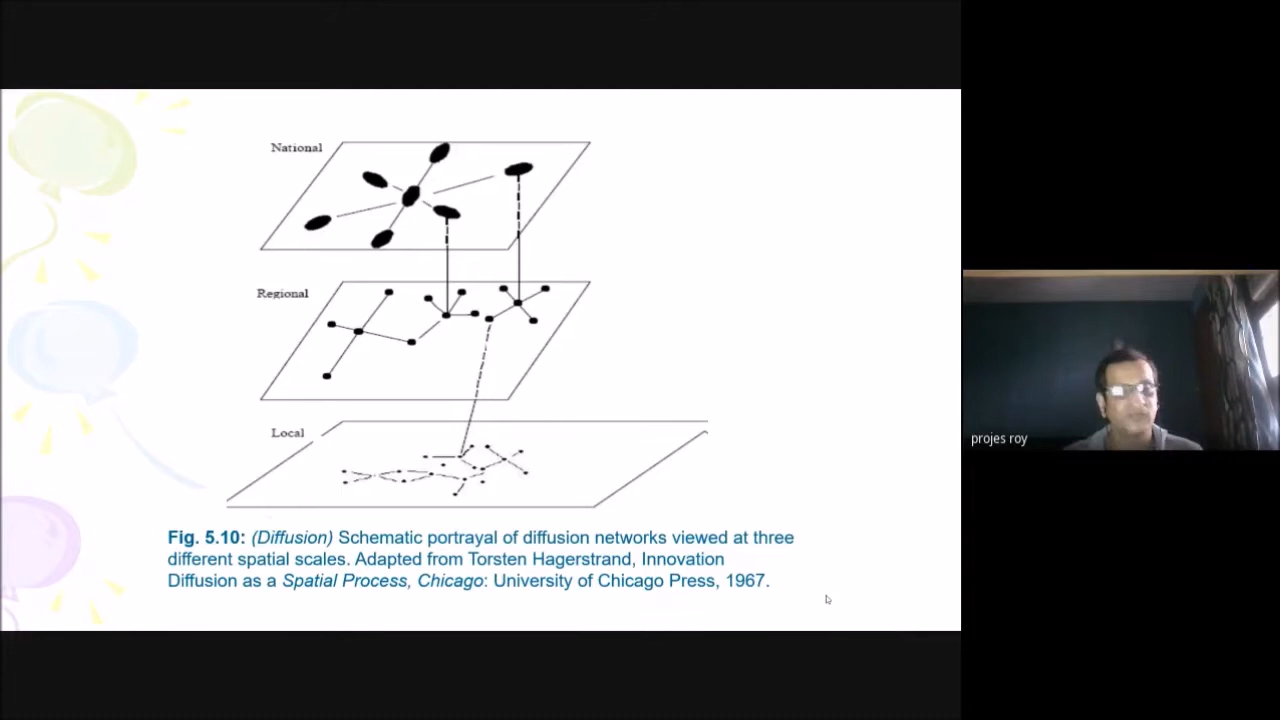 National
Regional
Local
projes roy
Fig. 5.10: (Diffusion) Schematic portrayal of diffusion networks viewed at three
different spatial scales. Adapted from Torsten Hagerstrand, Innovation
Diffusion as a Spatial Process, Chicago: University of Chicago Press, 1967.